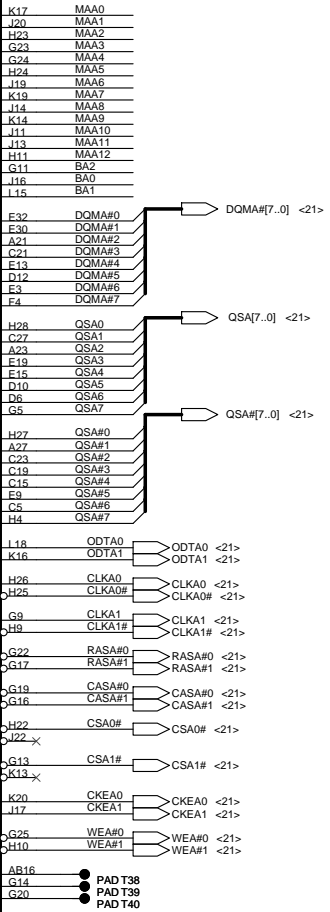 K17 MAA0
J20 MAA1
H23 MAA2
G23 MAA3
G24 MAA4
H24 MAA5
J19 MAA6
K19 MAA7
J14 MAA8
K14 MAA9
J11 MAA10
J13 MAA11
H11 MAA12
G11 BA2
J16 BA0
L15 BA1
DQMA#[7..0] <21>
E32 DQMA#0
E30 DQMA#1
A21 DQMA#2
C21 DQMA#3
E13 DQMA#4
D12 DQMA#5
E3 DQMA#6
F4 DQMA#7
QSA[7..0] <21>
H28 QSA0
C27 QSA1
A23 QSA2
E19 QSA3
E15 QSA4
D10 QSA5
D6 QSA6
G5 QSA7
QSA#[7..0] <21>
H27 QSA#0
A27 QSA#1
C23 QSA#2
C19 QSA#3
C15 QSA#4
E9 QSA#5
C5 QSA#6
H4 QSA#7
L18 ODTA0 ODTA0 <21>
K16 ODTA1 ODTA1 <21>
H26 CLKA0 CLKA0 <21>
H25 CLKA0# CLKA0# <21>
G9 CLKA1 CLKA1 <21>
H9 CLKA1# CLKA1# <21>
G22 RASA#0 RASA#0 <21>
G17 RASA#1 RASA#1 <21>
G19 CASA#0 CASA#0 <21>
G16 CASA#1 CASA#1 <21>
H22 CSA0# CSA0# <21>
J22
G13 CSA1# CSA1# <21>
K13
K20 CKEA0 CKEA0 <21>
J17 CKEA1 CKEA1 <21>
G25 WEA#0 WEA#0 <21>
H10 WEA#1 WEA#1 <21>
AB16 PAD T38
G14 PAD T39
G20 PAD T40